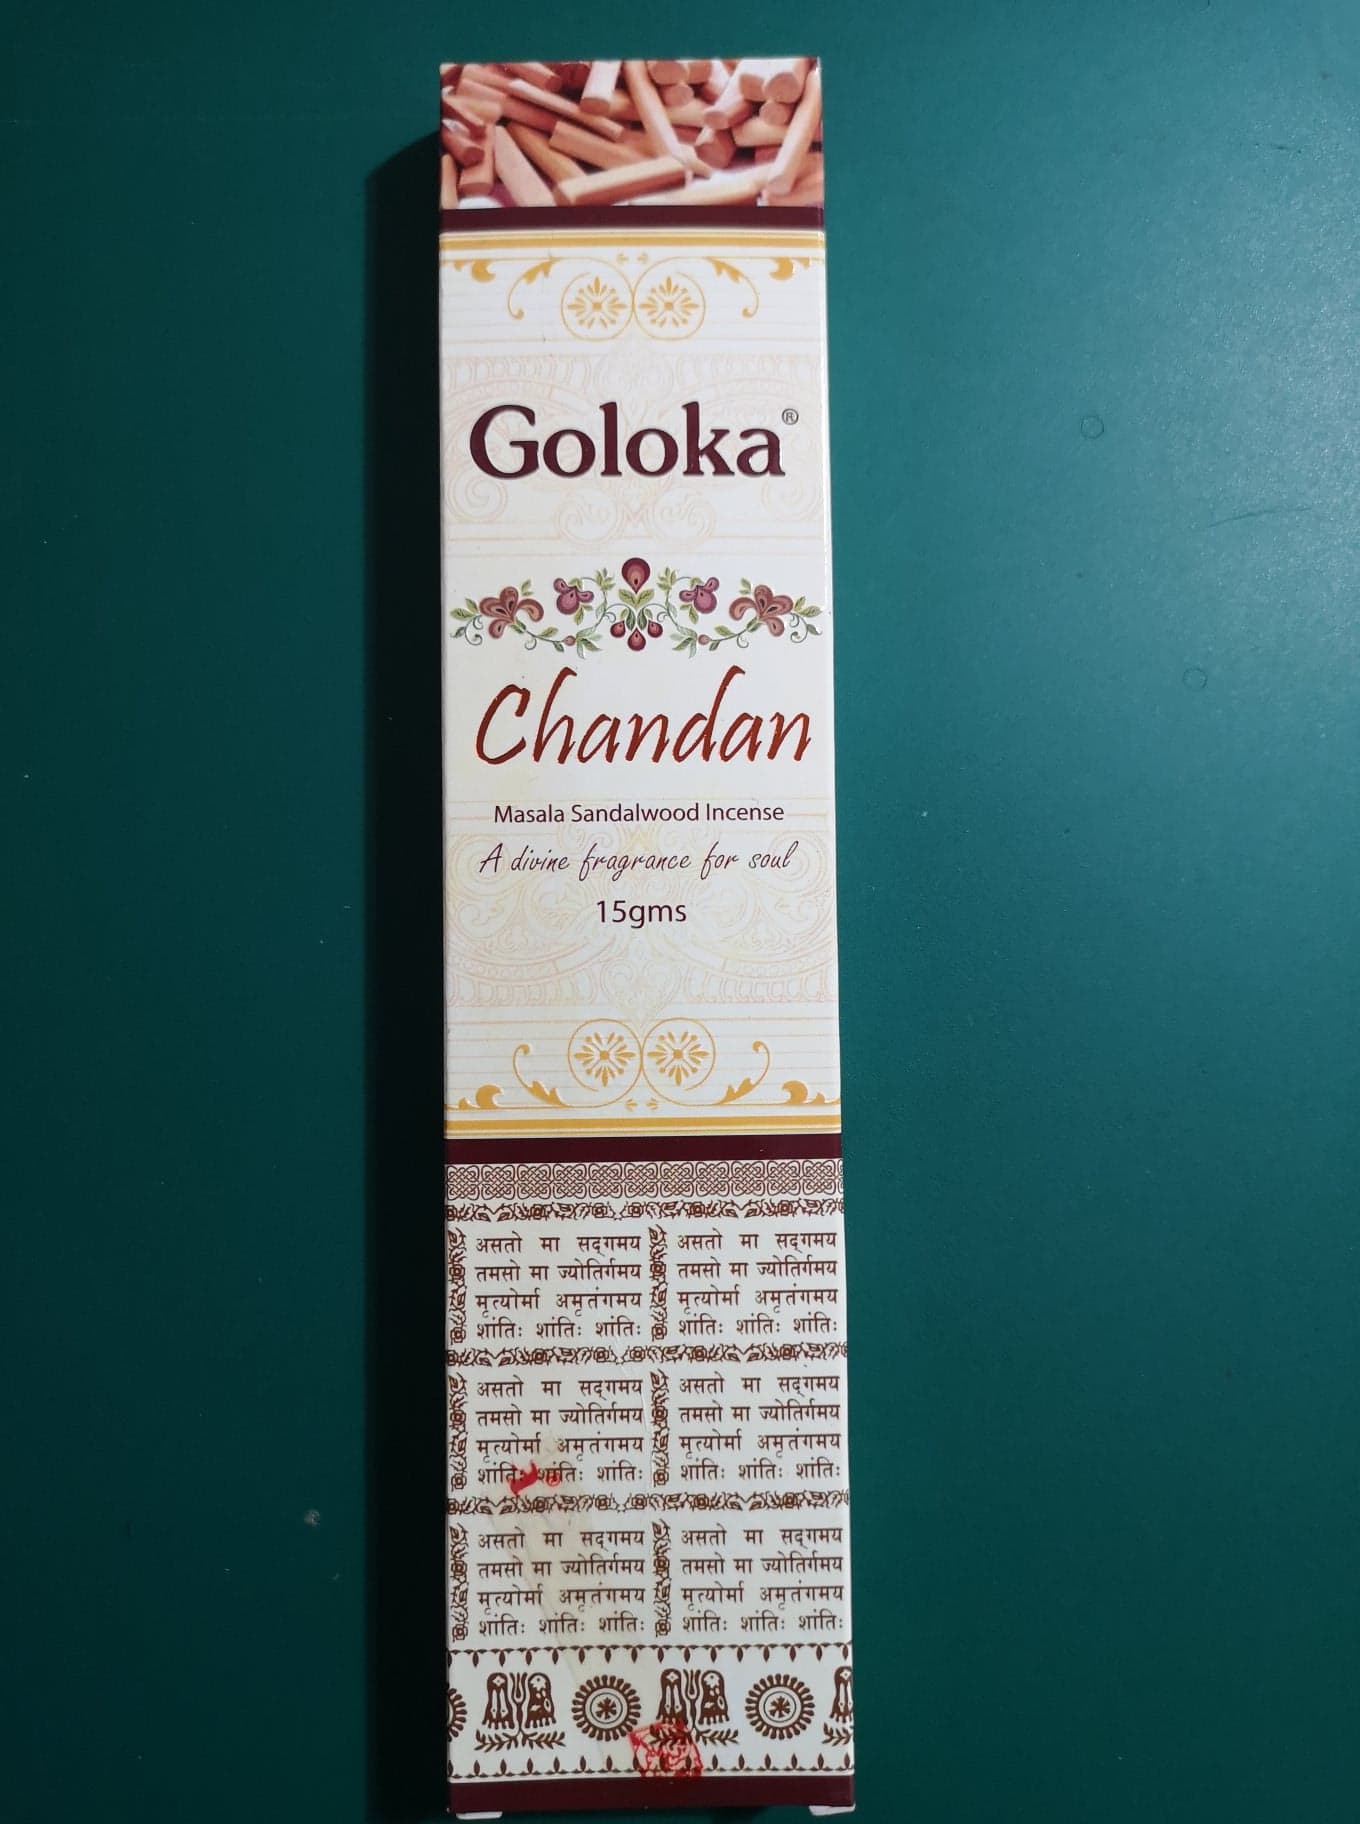 Goloka®
Chandan
Masala Sandalwood Incense
A divine fragrance for soul
15gms
असतो मा सद्गमय असतो मा सद्गमय
तमसो मा ज्योतिर्गमय तमसो मा ज्योतिर्गमय
मृत्योर्मा अमृतंगमय मृत्योर्मा अमृतंगमय
शांतिः शांतिः शांतिः शांतिः शांतिः शांतिः
असतो मा सद्गमय असतो मा सद्गमय
तमसो मा ज्योतिर्गमय तमसो मा ज्योतिर्गमय
मृत्योर्मा अमृतंगमय मृत्योर्मा अमृतंगमय
शांतिः शांतिः शांतिः शांतिः शांतिः शांतिः
असतो मा सद्गमय असतो मा सद्गमय
तमसो मा ज्योतिर्गमय तमसो मा ज्योतिर्गमय
मृत्योर्मा अमृतंगमय मृत्योर्मा अमृतंगमय
शांतिः शांतिः शांतिः शांतिः शांतिः शांतिः